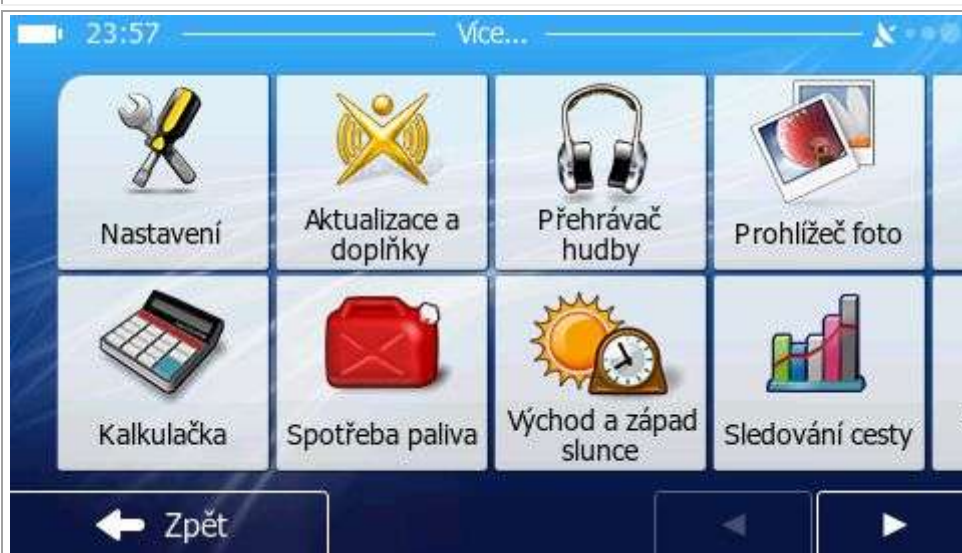 23:57
Více...
Nastavení
Aktualizace a
doplňky
Přehrávač
hudby
Prohlížeč foto
Kalkulačka
Spotřeba paliva
Východ a západ
slunce
Sledování cesty
Zpět